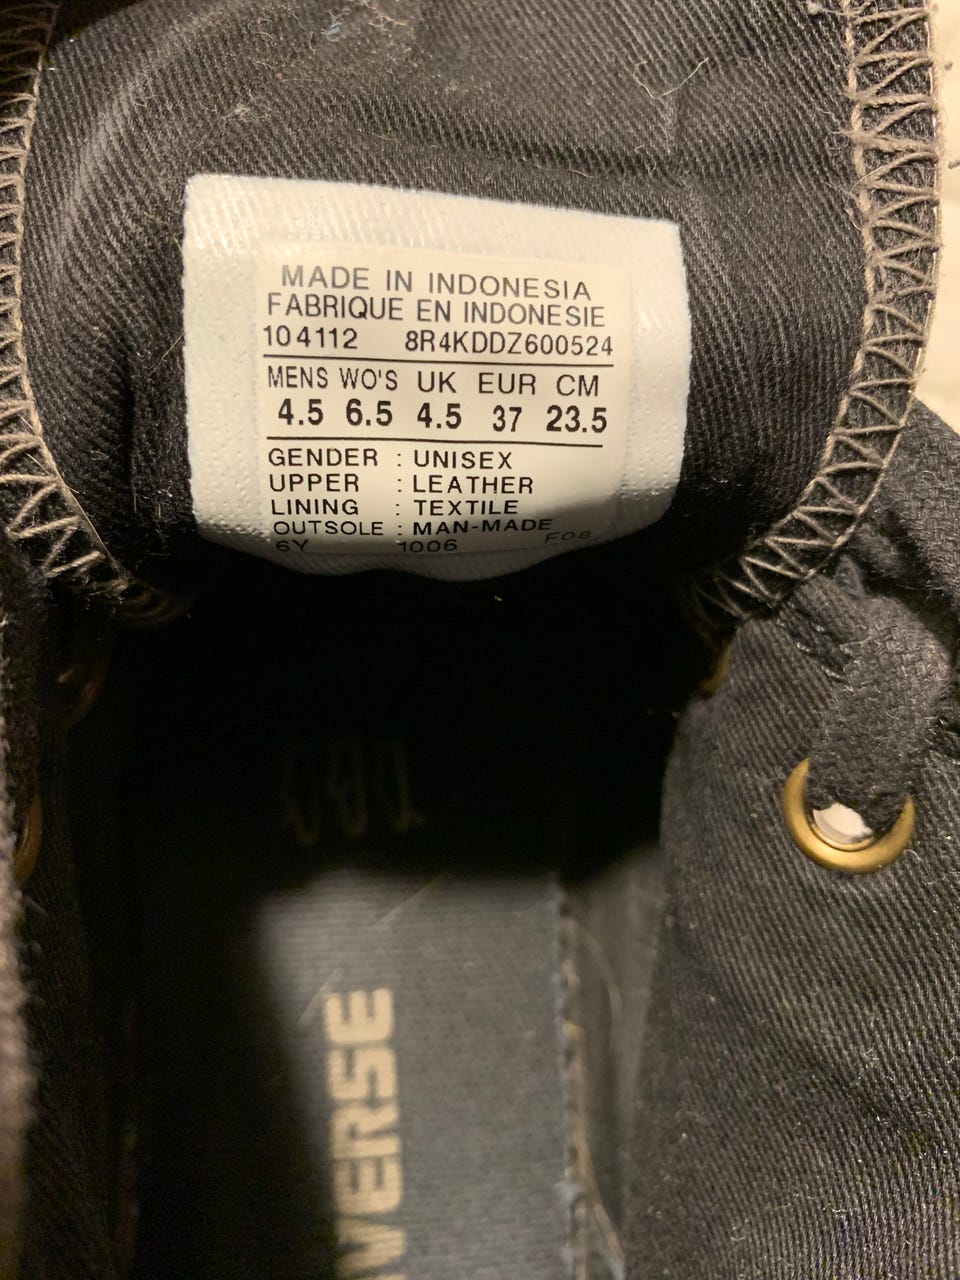 MADE IN INDONESIA
FABRIQUE EN INDONESIE
104112 8R4KDDZ600524
MENS WO'S UK EUR CM
4.5 6.5 4.5 37 23.5
GENDER : UNISEX
UPPER : LEATHER
LINING : TEXTILE
OUTSOLE : MAN-MADE
6Y 1006 F08
VERSE